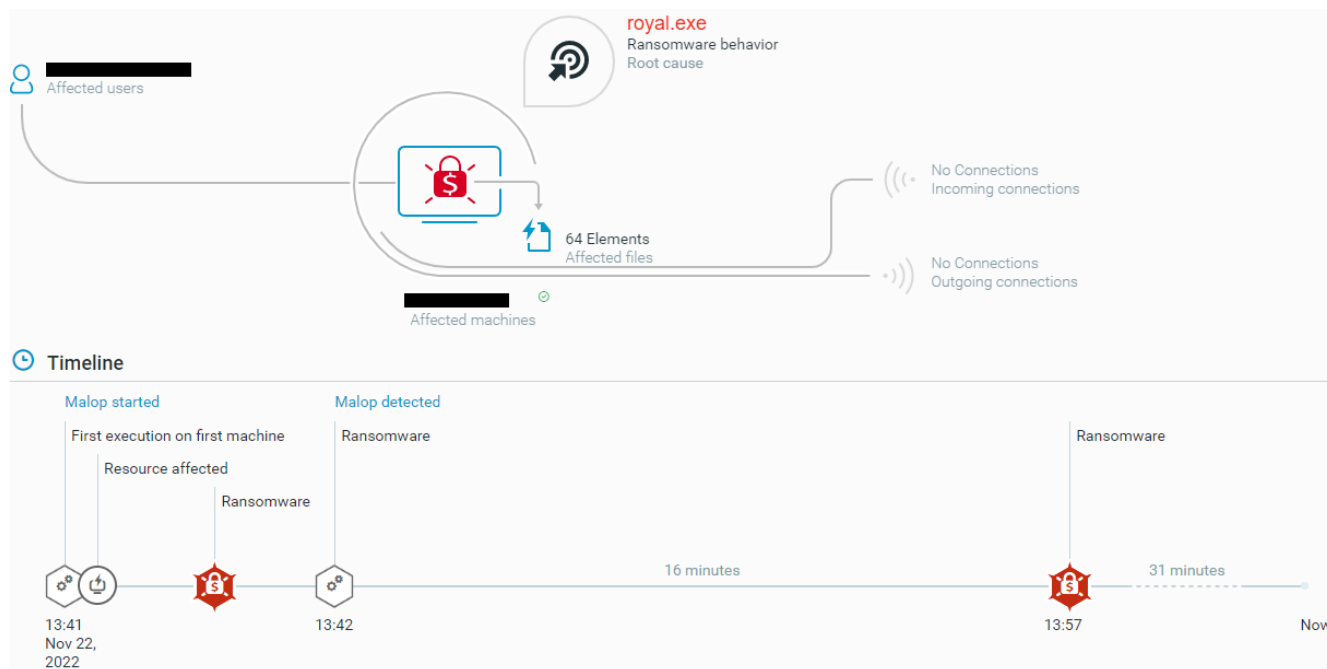 royal.exe
Ransomware behavior
Root cause
Affected users
$
No Connections
Incoming connections
64 Elements
Affected files
No Connections
Outgoing connections
Affected machines
Timeline
Malop started
Malop detected
First execution on first machine
Ransomware
Ransomware
Resource affected
Ransomware
16 minutes
31 minutes
$
$
13:41
13:42
13:57
Now
Nov 22,
2022